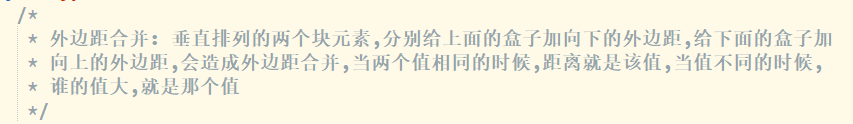 /*
* 外边距合并: 垂直排列的两个块元素,分别给上面的盒子加向下的外边距,给下面的盒子加
* 向上的外边距,会造成外边距合并,当两个值相同的时候,距离就是该值,当值不同的时候,
* 谁的值大,就是那个值
*/